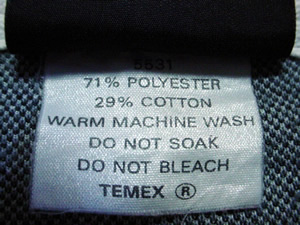 5531
71% POLYESTER
29% COTTON
WARM MACHINE WASH
DO NOT SOAK
DO NOT BLEACH
TEMEX ®